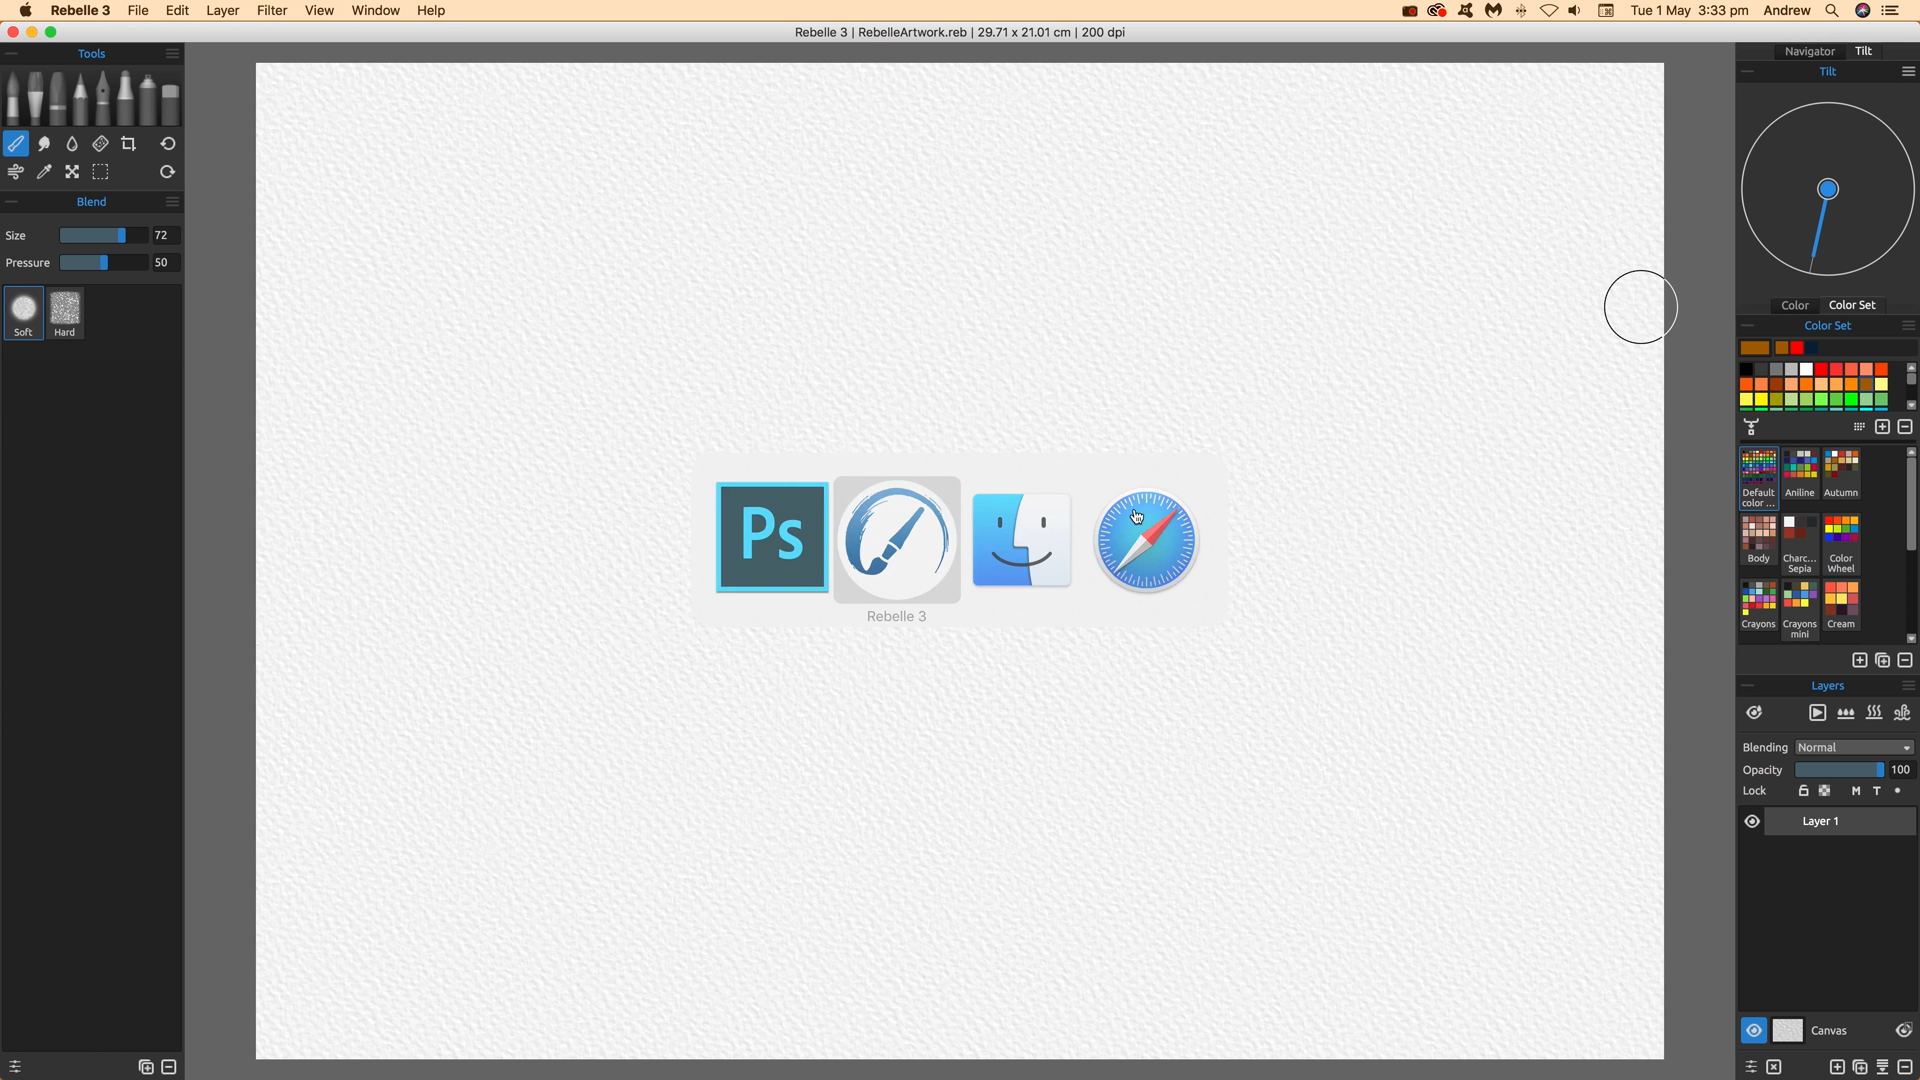 Rebelle 3 File Edit Layer Filter View Window Help Tue 1 May 3:33 pm Andrew
Rebelle 3 | RebelleArtwork.reb | 29.71 x 21.01 cm | 200 dpi
Tools
Blend
Size 72
Pressure 50
Soft Hard
Ps
Rebelle 3
Navigator Tilt
Tilt
Color Color Set
Color Set
Default color ... Aniline Autumn
Body Charc... Sepia Color Wheel
Crayons Crayons mini Cream
Layers
Blending Normal
Opacity 100
Lock M T
Layer 1
Canvas